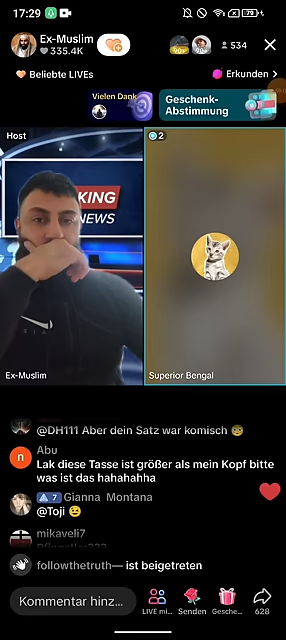 17:29
79
Ex-Muslim
335.4K
534
Beliebte LIVEs
Erkunden >
Vielen Dank
Geschenk-
Abstimmung
Host
2
KING
NEWS
Ex-Muslim
Superior Bengal
@DH111 Aber dein Satz war komisch
Abu
Lak diese Tasse ist größer als mein Kopf bitte
was ist das hahahahha
7 Gianna Montana
@Toji 😉
mikaveli7
followthetruth— ist beigetreten
Kommentar hinz...
LIVE mi...
Senden
Gesche...
628